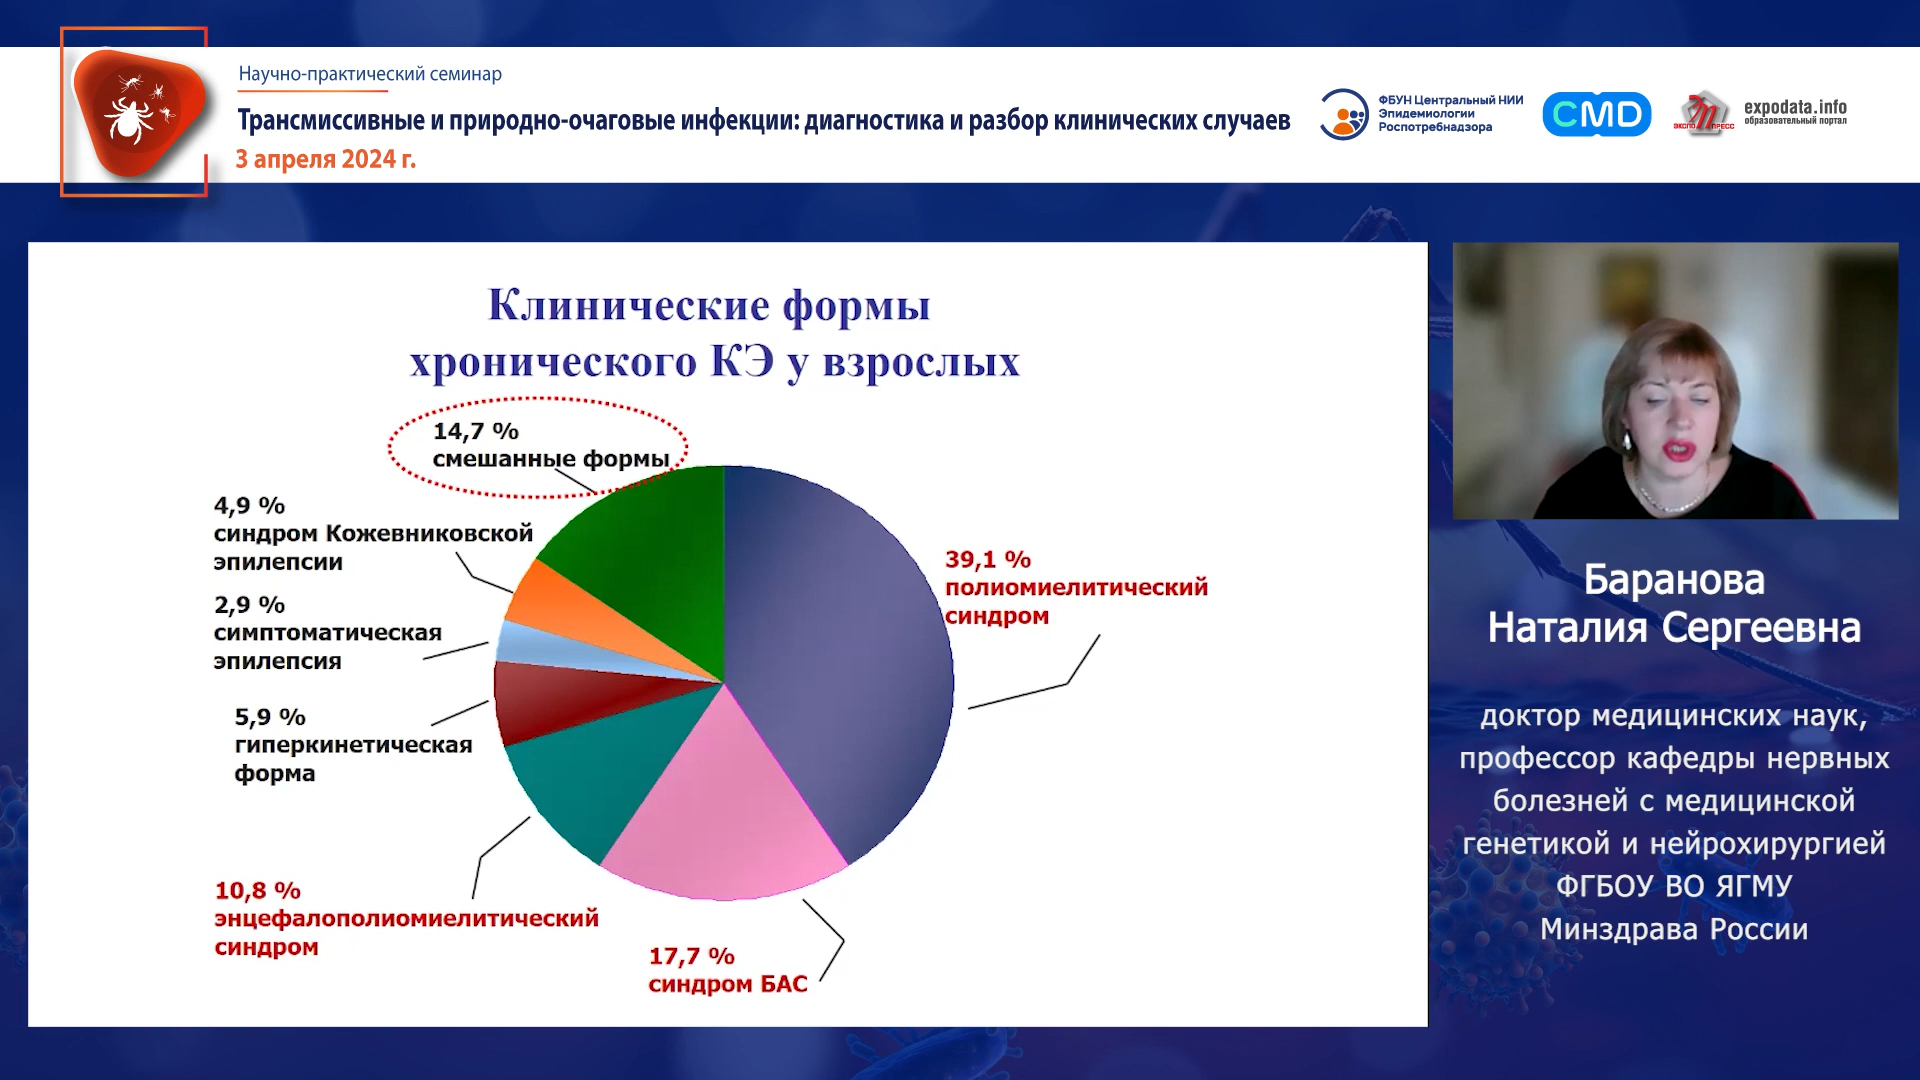 Научно-практический семинар
Трансмиссивные и природно-очаговые инфекции: диагностика и разбор клинических случаев
3 апреля 2024 г.
ФБУН Центральный НИИ
Эпидемиологии
Роспотребнадзора
CMD
ЭКСПО ПРЕСС
expodata.info
образовательный портал
Клинические формы
хронического КЭ у взрослых
14,7 %
смешанные формы
4,9 %
синдром Кожевниковской
эпилепсии
2,9 %
симптоматическая
эпилепсия
5,9 %
гиперкинетическая
форма
10,8 %
энцефалополиомиелитический
синдром
17,7 %
синдром БАС
39,1 %
полиомиелитический
синдром
Баранова
Наталия Сергеевна
доктор медицинских наук,
профессор кафедры нервных
болезней с медицинской
генетикой и нейрохирургией
ФГБОУ ВО ЯГМУ
Минздрава России